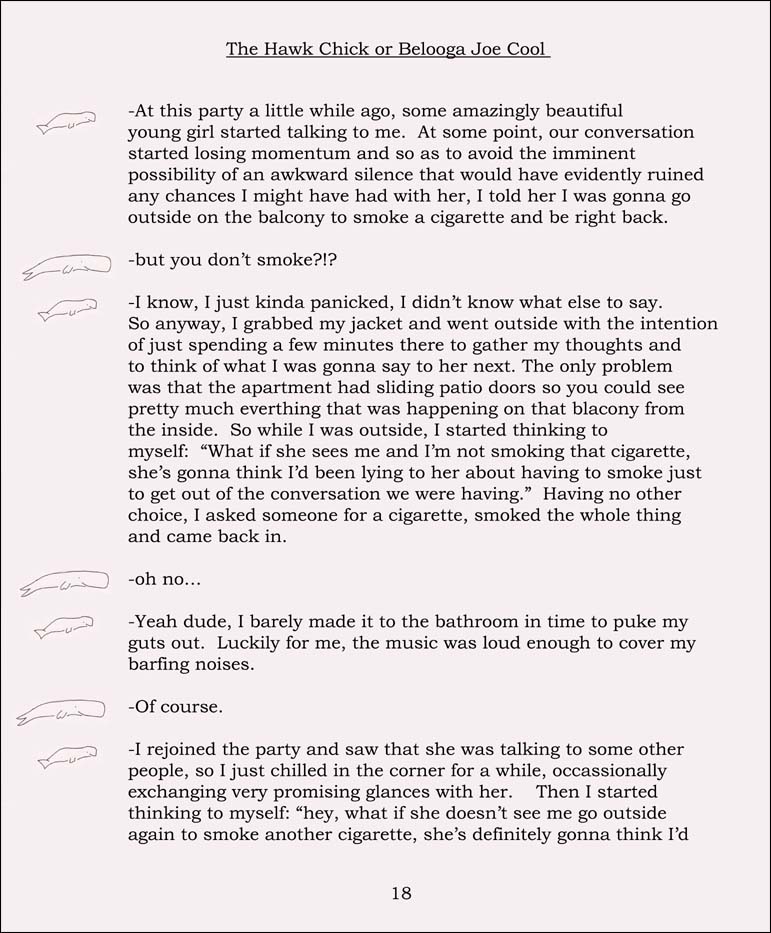 The Hawk Chick or Belooga Joe Cool
-At this party a little while ago, some amazingly beautiful
young girl started talking to me.  At some point, our conversation
started losing momentum and so as to avoid the imminent
possibility of an awkward silence that would have evidently ruined
any chances I might have had with her, I told her I was gonna go
outside on the balcony to smoke a cigarette and be right back.
-but you don’t smoke?!?
-I know, I just kinda panicked, I didn’t know what else to say.
So anyway, I grabbed my jacket and went outside with the intention
of just spending a few minutes there to gather my thoughts and
to think of what I was gonna say to her next. The only problem
was that the apartment had sliding patio doors so you could see
pretty much everthing that was happening on that blacony from
the inside.  So while I was outside, I started thinking to
myself:  “What if she sees me and I’m not smoking that cigarette,
she’s gonna think I’d been lying to her about having to smoke just
to get out of the conversation we were having.”  Having no other
choice, I asked someone for a cigarette, smoked the whole thing
and came back in.
-oh no…
-Yeah dude, I barely made it to the bathroom in time to puke my
guts out.  Luckily for me, the music was loud enough to cover my
barfing noises.
-Of course.
-I rejoined the party and saw that she was talking to some other
people, so I just chilled in the corner for a while, occassionally
exchanging very promising glances with her.    Then I started
thinking to myself: “hey, what if she doesn’t see me go outside
again to smoke another cigarette, she’s definitely gonna think I’d
18